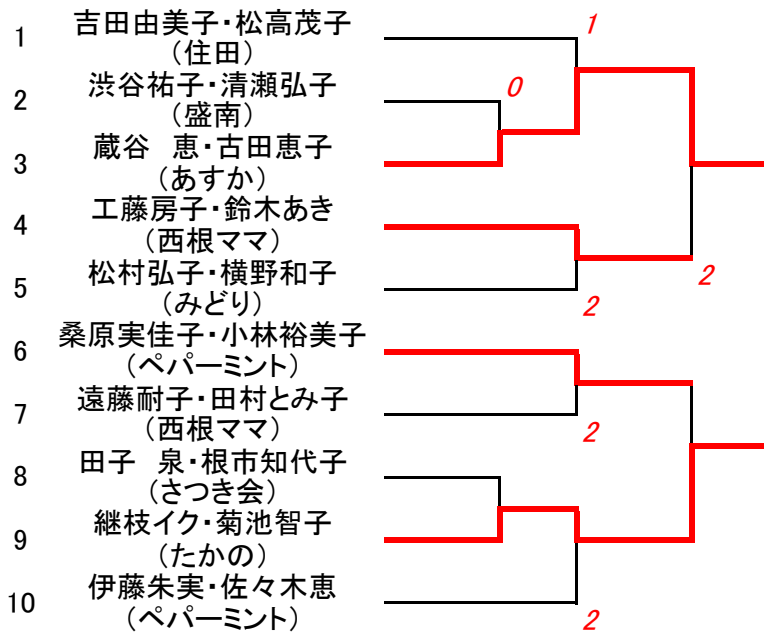 1 吉田由美子・松高茂子 1
(住田)
2 渋谷祐子・清瀬弘子 0
(盛南)
3 蔵谷　恵・古田恵子
(あすか)
4 工藤房子・鈴木あき
(西根ママ)
5 松村弘子・横野和子 2 2
(みどり)
6 桑原実佳子・小林裕美子
(ペパーミント)
7 遠藤耐子・田村とみ子 2
(西根ママ)
8 田子　泉・根市知代子
(さつき会)
9 継枝イク・菊池智子
(たかの)
10 伊藤朱実・佐々木恵 2
(ペパーミント)